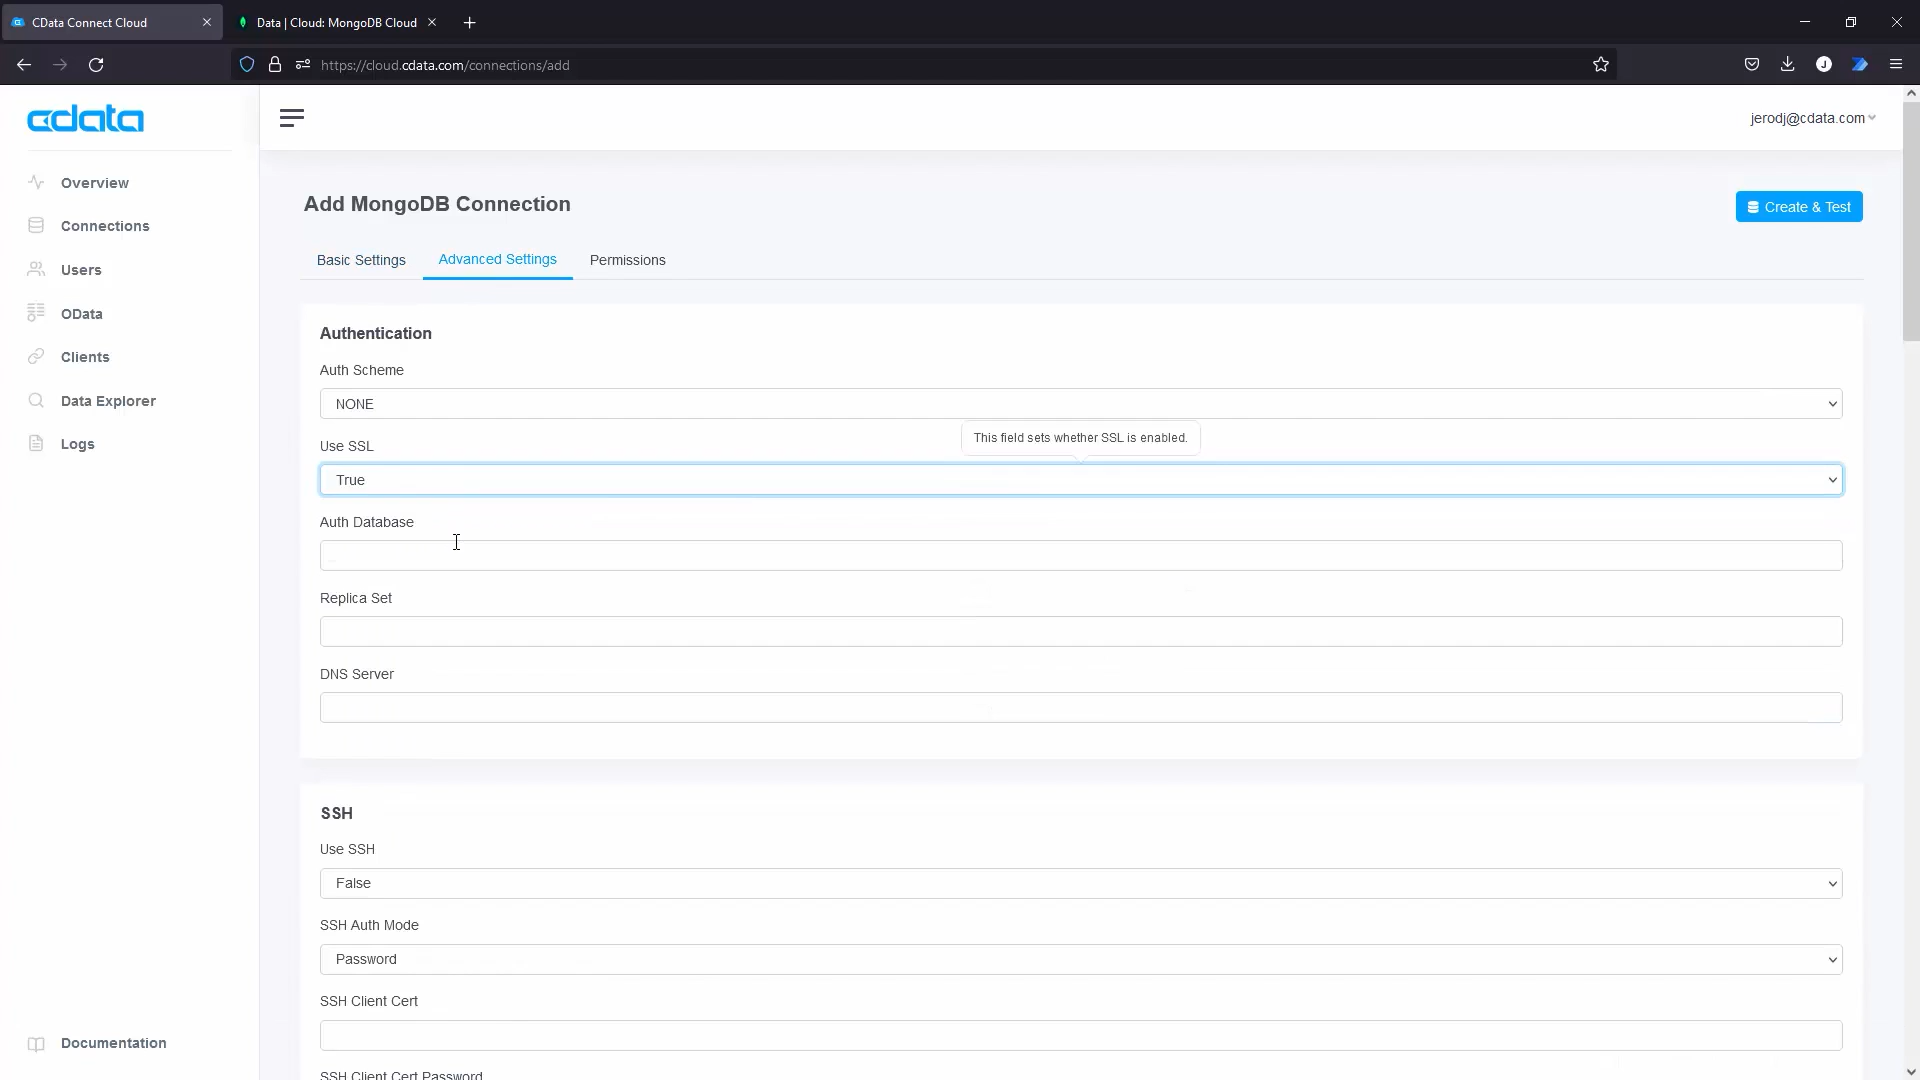 CData Connect Cloud
Data | Cloud: MongoDB Cloud
https://cloud.cdata.com/connections/add
J
cdata
jerodj@cdata.com
Overview
Connections
Users
OData
Clients
Data Explorer
Logs
Documentation
Add MongoDB Connection
Create & Test
Basic Settings
Advanced Settings
Permissions
Authentication
Auth Scheme
NONE
Use SSL
This field sets whether SSL is enabled.
True
Auth Database
Replica Set
DNS Server
SSH
Use SSH
False
SSH Auth Mode
Password
SSH Client Cert
SSH Client Cert Password